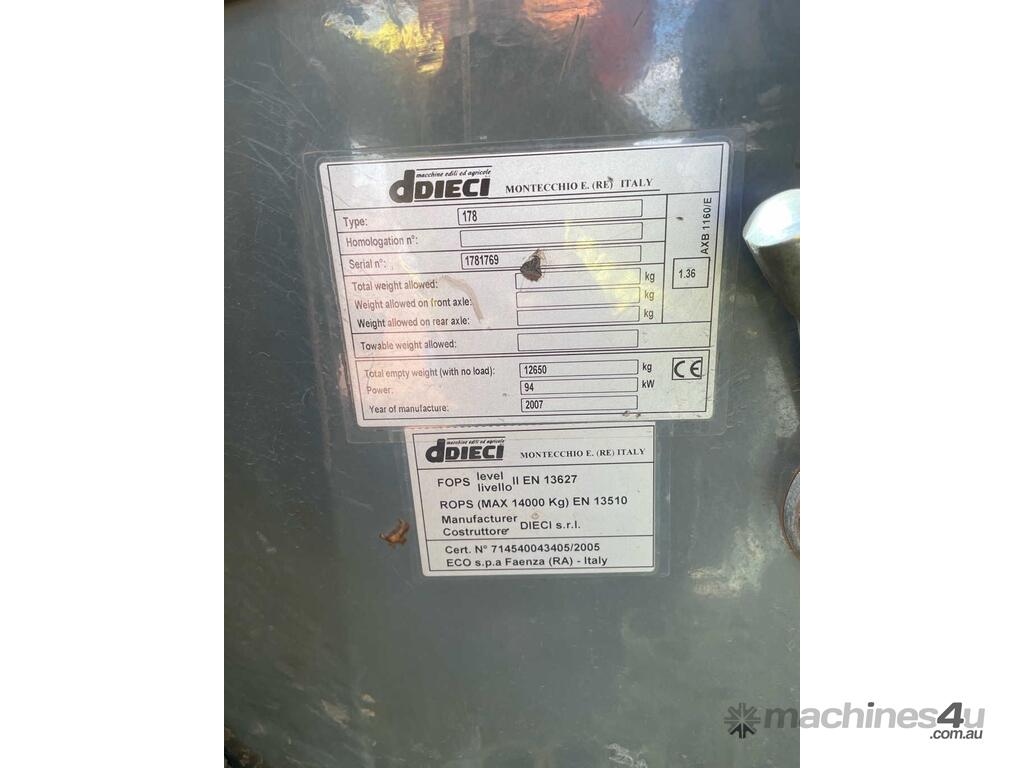 macchine edili ed agricole
dDIECI MONTECCHIO E. (RE) ITALY
Type: 178
Homologation n°:
Serial n°: 1781769
Total weight allowed: kg
Weight allowed on front axle: kg
Weight allowed on rear axle: kg
Towable weight allowed:
Total empty weight (with no load): 12650 kg
Power: 94 kW
Year of manufacture: 2007
AXB 1160/E
1.36
CE
macchine edili ed agricole
dDIECI MONTECCHIO E. (RE) ITALY
FOPS level livello II EN 13627
ROPS (MAX 14000 Kg) EN 13510
Manufacturer
Costruttore DIECI s.r.l.
Cert. N° 714540043405/2005
ECO s.p.a Faenza (RA) - Italy
machines4u
.com.au